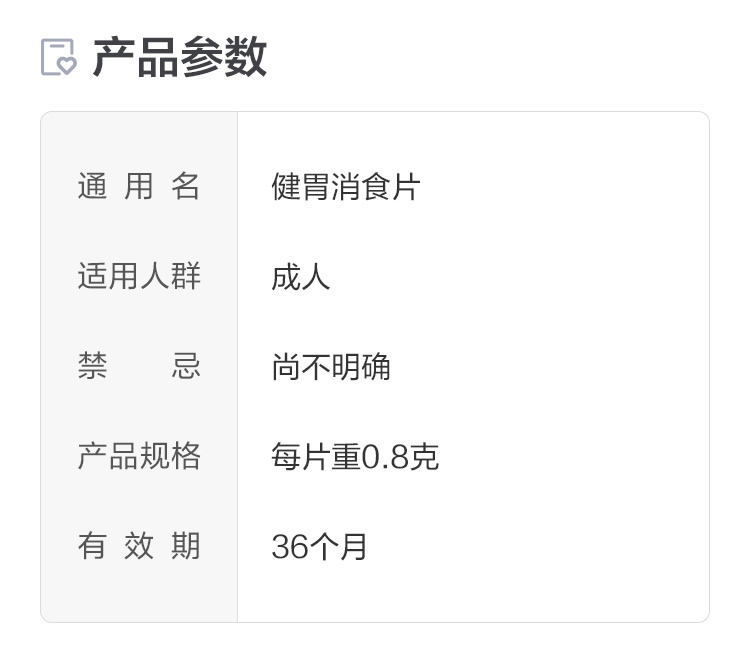 产品参数
通用名 健胃消食片
适用人群 成人
禁忌 尚不明确
产品规格 每片重0.8克
有效期 36个月